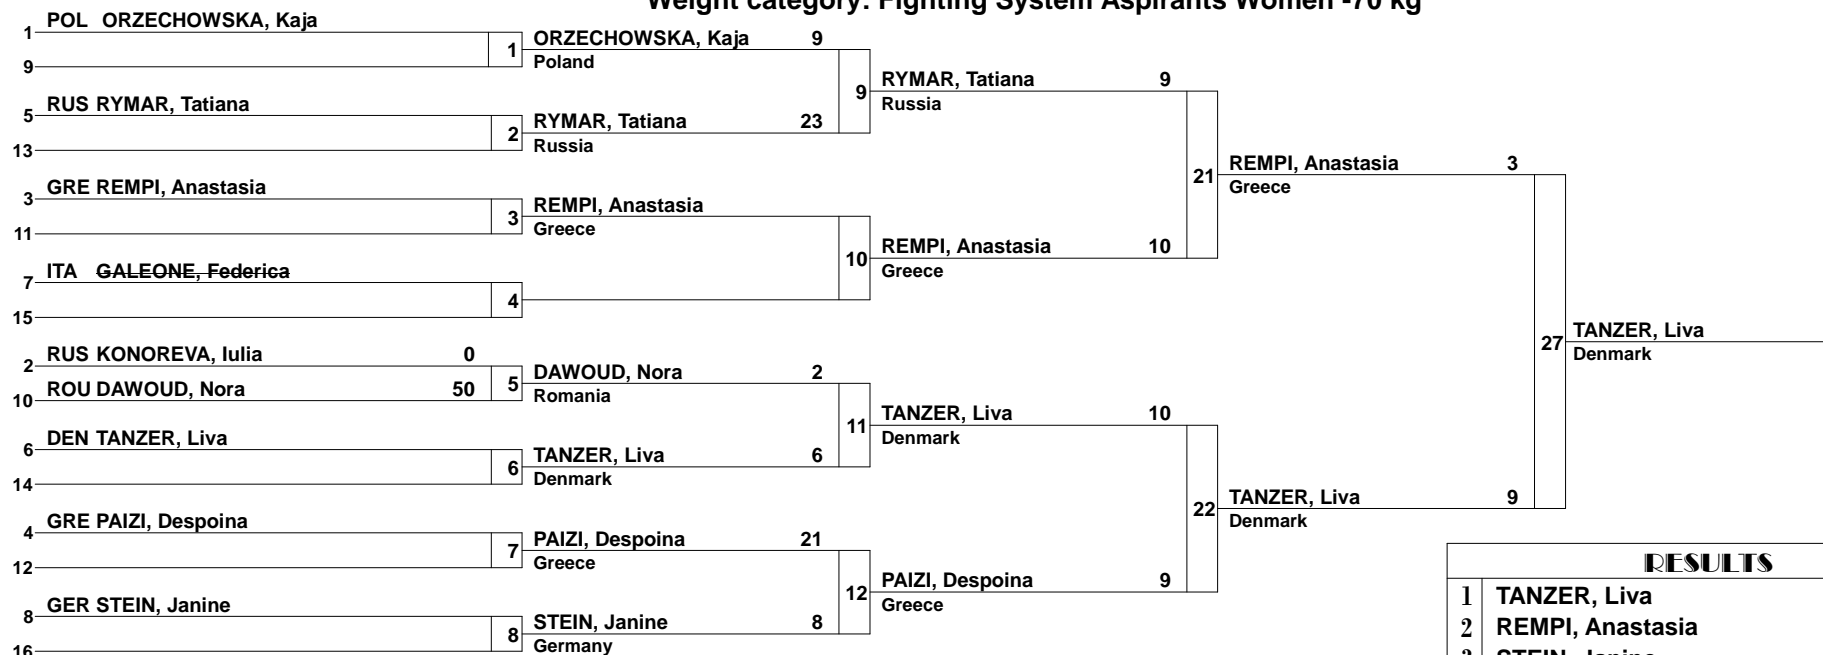 Weight category: Fighting System Aspirants Women -70 kg
1 POL ORZECHOWSKA, Kaja
9
1 ORZECHOWSKA, Kaja 9
Poland
5 RUS RYMAR, Tatiana
13
2 RYMAR, Tatiana 23
Russia
9 RYMAR, Tatiana 9
Russia
3 GRE REMPI, Anastasia
11
3 REMPI, Anastasia
Greece
7 ITA GALEONE, Federica
15
4
10 REMPI, Anastasia 10
Greece
21 REMPI, Anastasia 3
Greece
2 RUS KONOREVA, Iulia 0
10 ROU DAWOUD, Nora 50
5 DAWOUD, Nora 2
Romania
6 DEN TANZER, Liva
14
6 TANZER, Liva 6
Denmark
11 TANZER, Liva 10
Denmark
4 GRE PAIZI, Despoina
12
7 PAIZI, Despoina 21
Greece
8 GER STEIN, Janine
16
8 STEIN, Janine 8
Germany
12 PAIZI, Despoina 9
Greece
22 TANZER, Liva 9
Denmark
27 TANZER, Liva
Denmark
RESULTS
1 TANZER, Liva
2 REMPI, Anastasia
3 STEIN, Janine